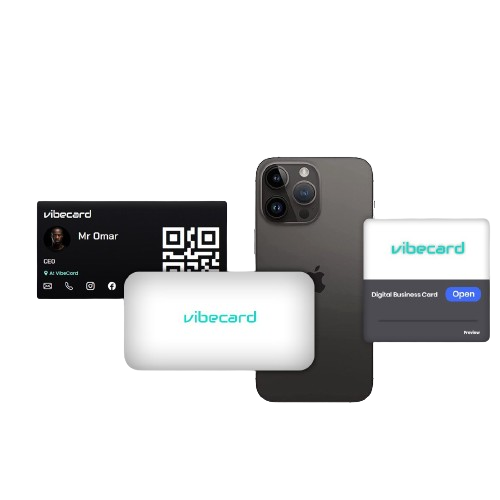 vibecard
Mr Omar
CEO
At VibeCard
vibecard
vibecard
Digital Business Card
Open
Preview